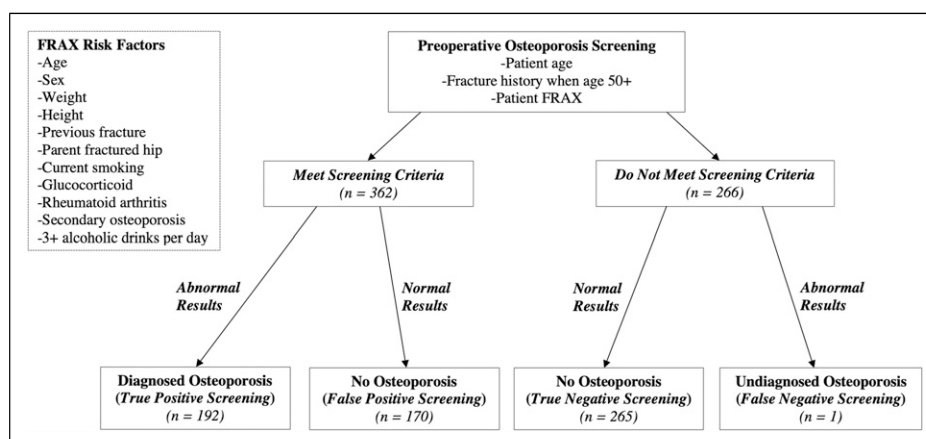 FRAX Risk Factors
-Age
-Sex
-Weight
-Height
-Previous fracture
-Parent fractured hip
-Current smoking
-Glucocorticoid
-Rheumatoid arthritis
-Secondary osteoporosis
-3+ alcoholic drinks per day
Preoperative Osteoporosis Screening
-Patient age
-Fracture history when age 50+
-Patient FRAX
Meet Screening Criteria
(n = 362)
Do Not Meet Screening Criteria
(n = 266)
Abnormal
Results
Normal
Results
Normal
Results
Abnormal
Results
Diagnosed Osteoporosis
(True Positive Screening)
(n = 192)
No Osteoporosis
(False Positive Screening)
(n = 170)
No Osteoporosis
(True Negative Screening)
(n = 265)
Undiagnosed Osteoporosis
(False Negative Screening)
(n = 1)